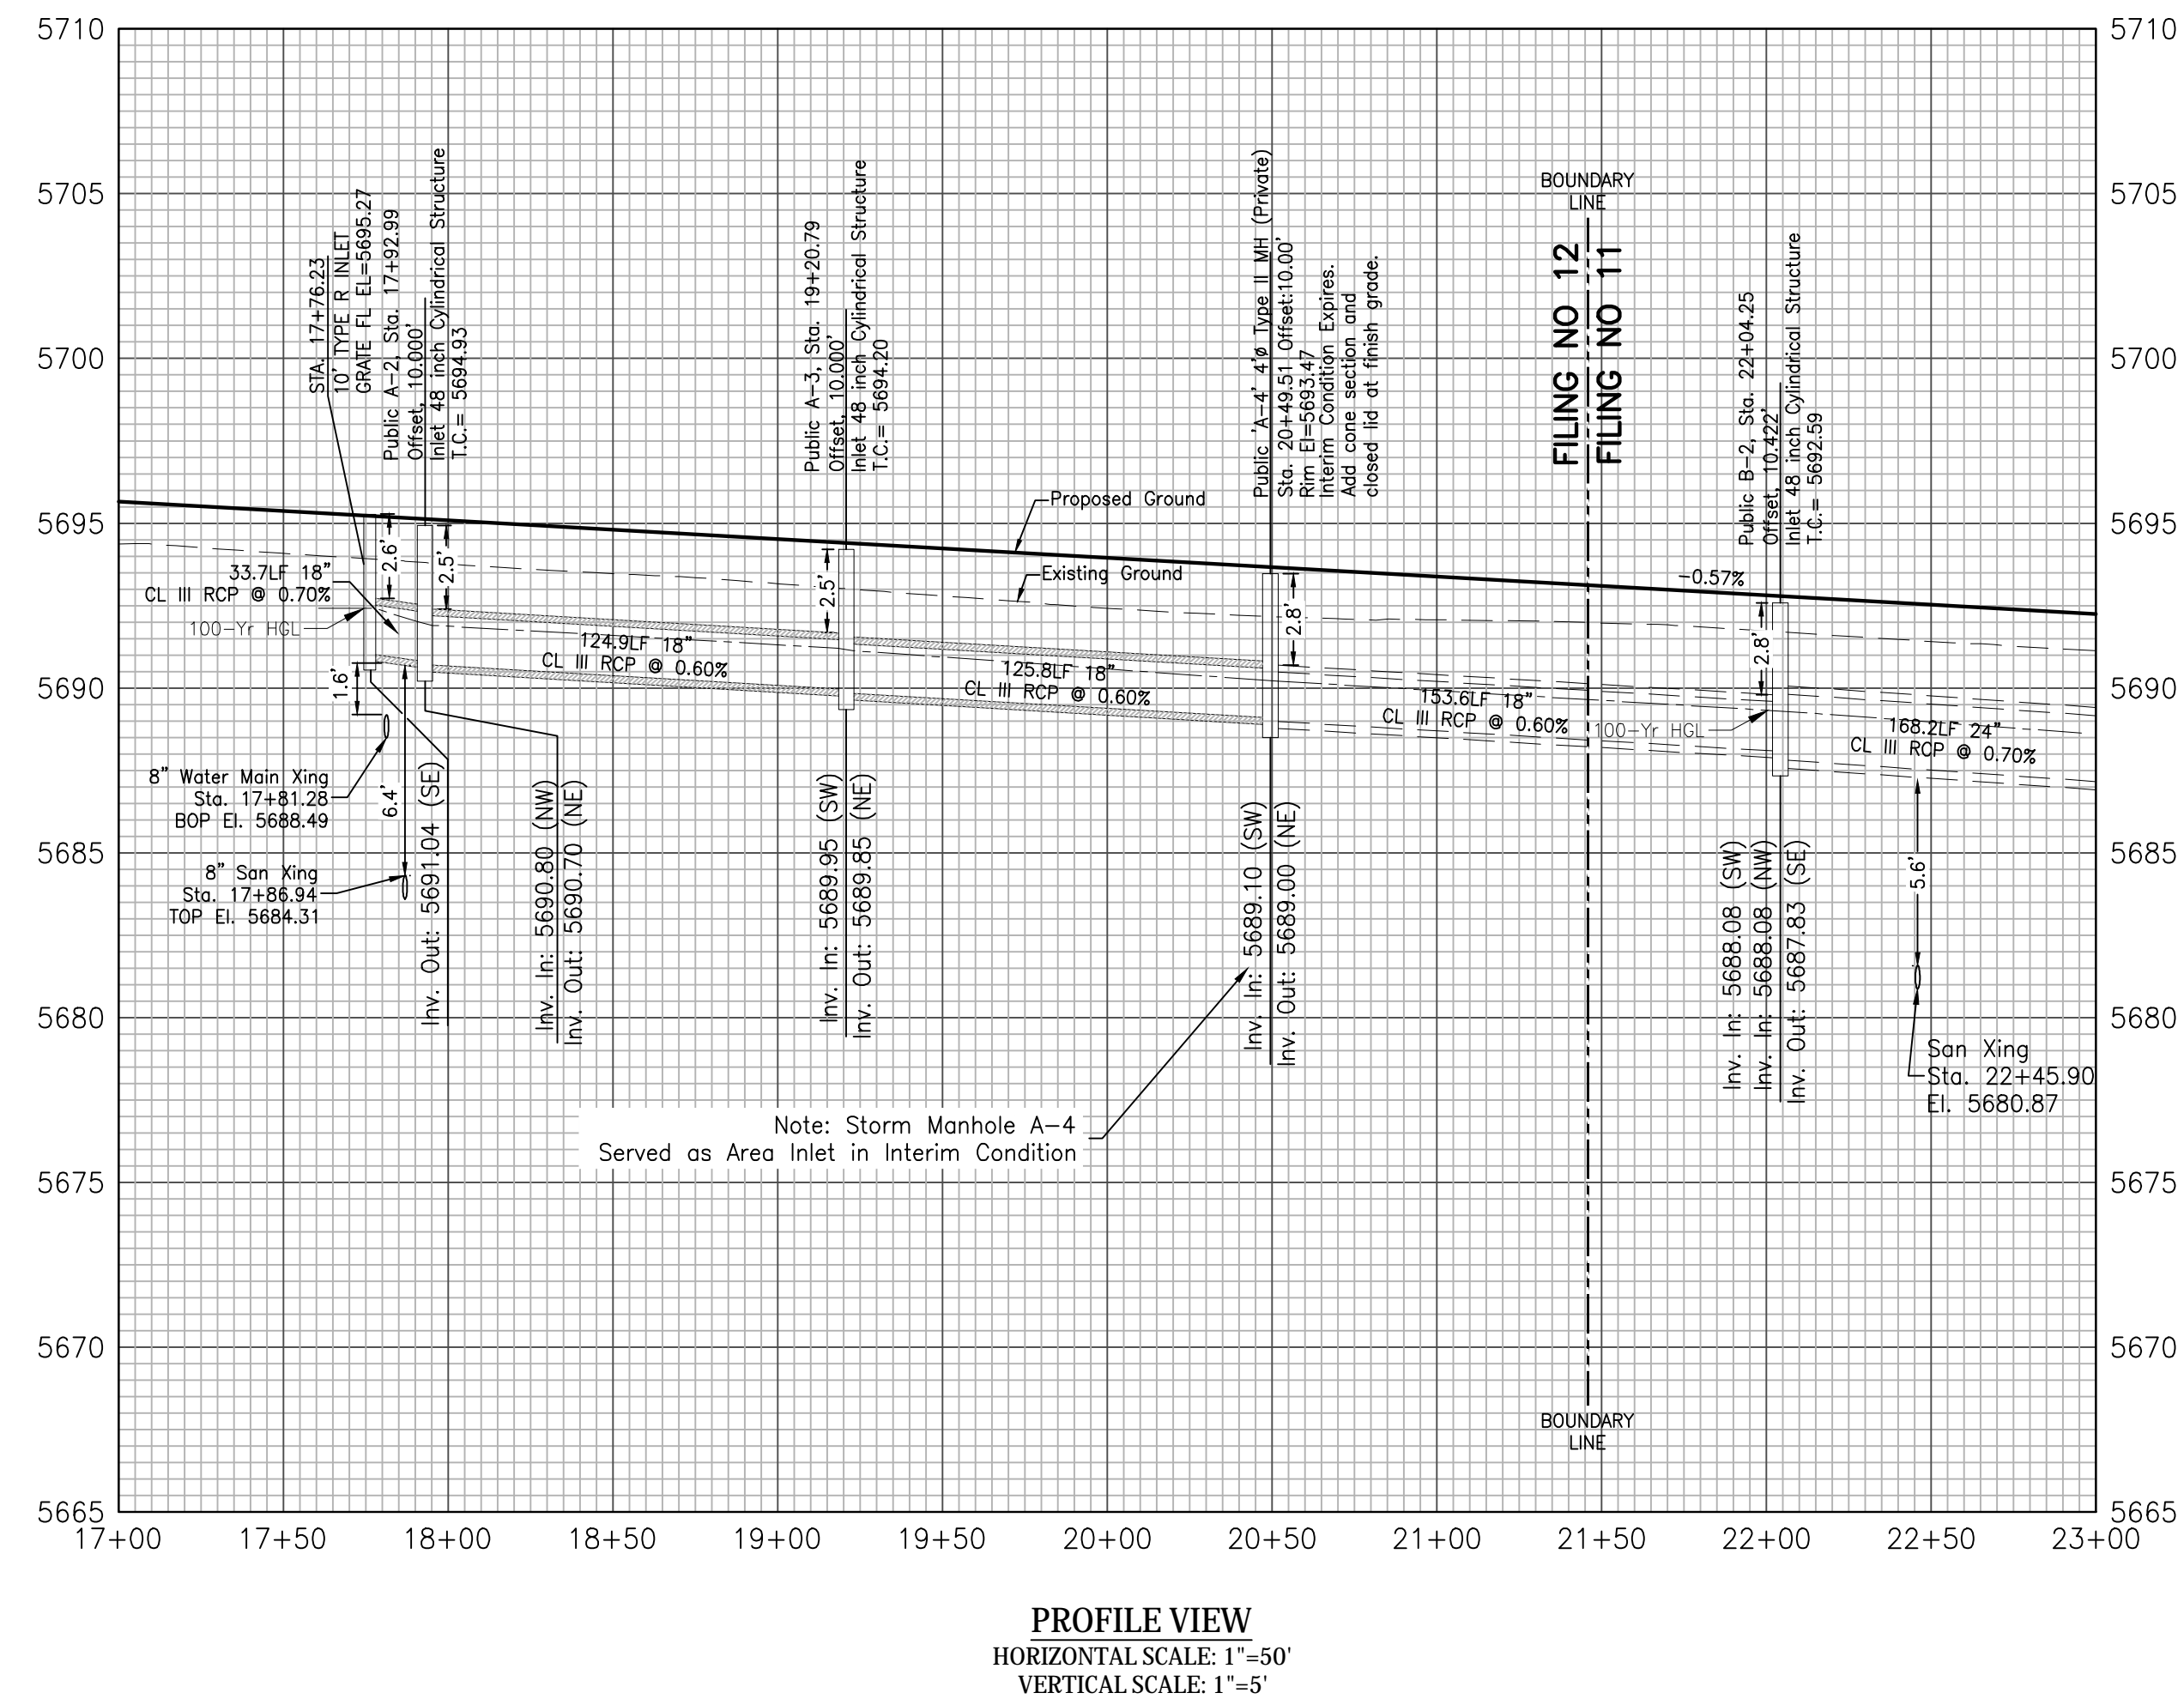 5710
5705
5700
5695
5690
5685
5680
5675
5670
5665
5710
5705
5700
5695
5690
5685
5680
5675
5670
5665
STA. 17+76.23
10' TYPE R INLET
GRATE FL EL=5695.27
Public A-2, Sta. 17+92.99
Offset, 10.000'
Inlet 48 inch Cylindrical Structure
T.C.= 5694.93
Public A-3, Sta. 19+20.79
Offset, 10.000'
Inlet 48 inch Cylindrical Structure
T.C.= 5694.20
Public 'A-4' 4'ø Type II MH (Private)
Sta. 20+49.51 Offset:10.00'
Rim El=5693.47
Interim Condition Expires.
Add cone section and
closed lid at finish grade.
BOUNDARY
LINE
FILING NO 12
FILING NO 11
Public B-2, Sta. 22+04.25
Offset, 10.422'
Inlet 48 inch Cylindrical Structure
T.C.= 5692.59
Proposed Ground
Existing Ground
-0.57%
2.6'
2.5'
2.5'
2.8'
2.8'
33.7LF 18"
CL III RCP @ 0.70%
100-Yr HGL
124.9LF 18"
CL III RCP @ 0.60%
125.8LF 18"
CL III RCP @ 0.60%
153.6LF 18"
CL III RCP @ 0.60%
100-Yr HGL
168.2LF 24"
CL III RCP @ 0.70%
1.6'
6.4'
5.6'
8" Water Main Xing
Sta. 17+81.28
BOP El. 5688.49
8" San Xing
Sta. 17+86.94
TOP El. 5684.31
Inv. Out: 5691.04 (SE)
Inv. In: 5690.80 (NW)
Inv. Out: 5690.70 (NE)
Inv. In: 5689.95 (SW)
Inv. Out: 5689.85 (NE)
Inv. In: 5689.10 (SW)
Inv. Out: 5689.00 (NE)
Inv. In: 5688.08 (SW)
Inv. In: 5688.08 (NW)
Inv. Out: 5687.83 (SE)
San Xing
Sta. 22+45.90
El. 5680.87
Note: Storm Manhole A-4
Served as Area Inlet in Interim Condition
BOUNDARY
LINE
17+00 17+50 18+00 18+50 19+00 19+50 20+00 20+50 21+00 21+50 22+00 22+50 23+00
PROFILE VIEW
HORIZONTAL SCALE: 1"=50'
VERTICAL SCALE: 1"=5'